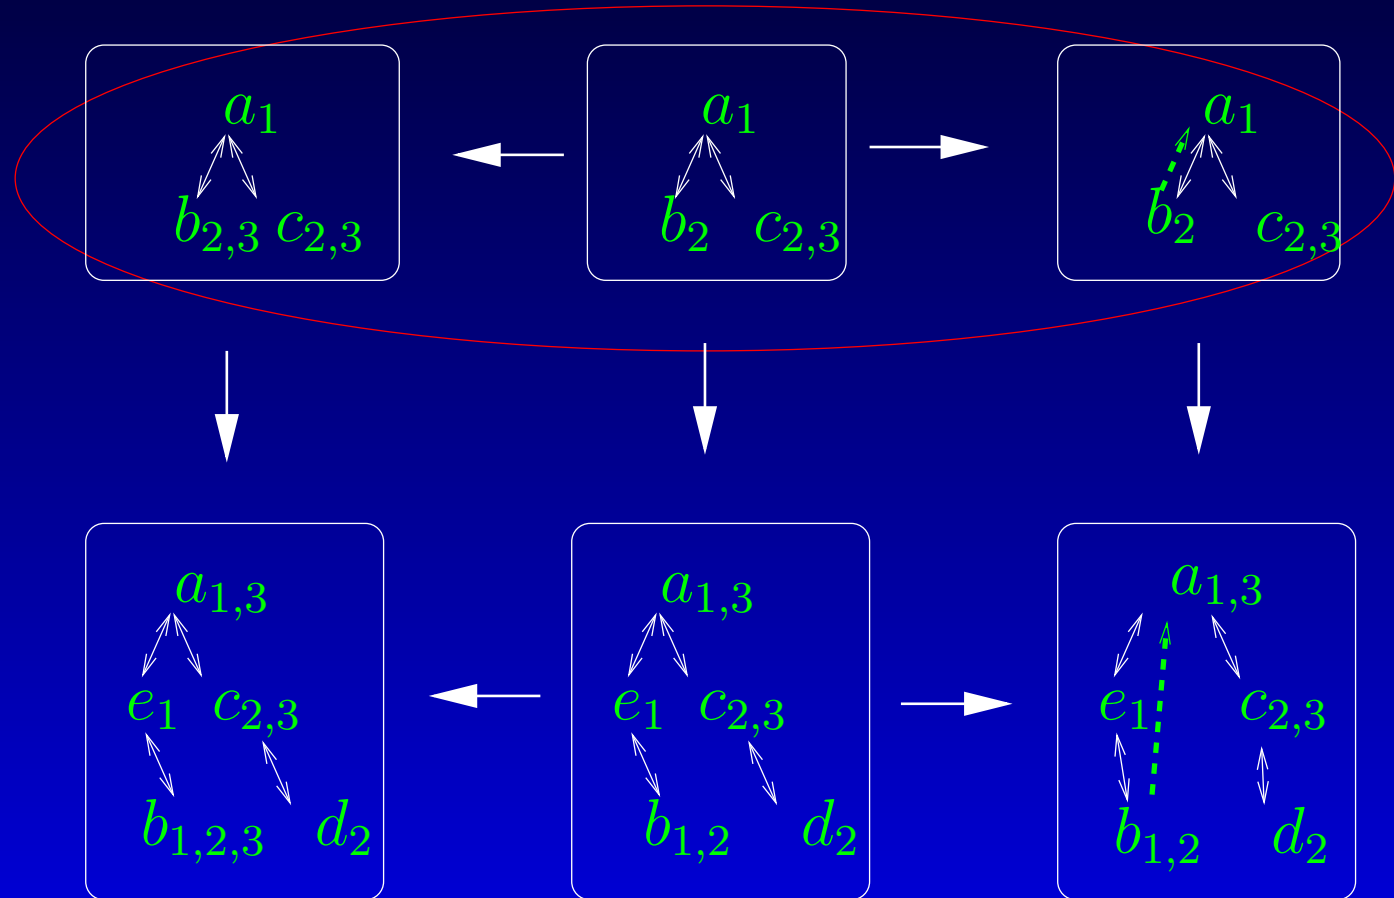 a₁ a₁ a₁
b₂,₃ c₂,₃ b₂ c₂,₃ b₂ c₂,₃
a₁,₃ a₁,₃ a₁,₃
e₁ c₂,₃ e₁ c₂,₃ e₁ c₂,₃
b₁,₂,₃ d₂ b₁,₂ d₂ b₁,₂ d₂